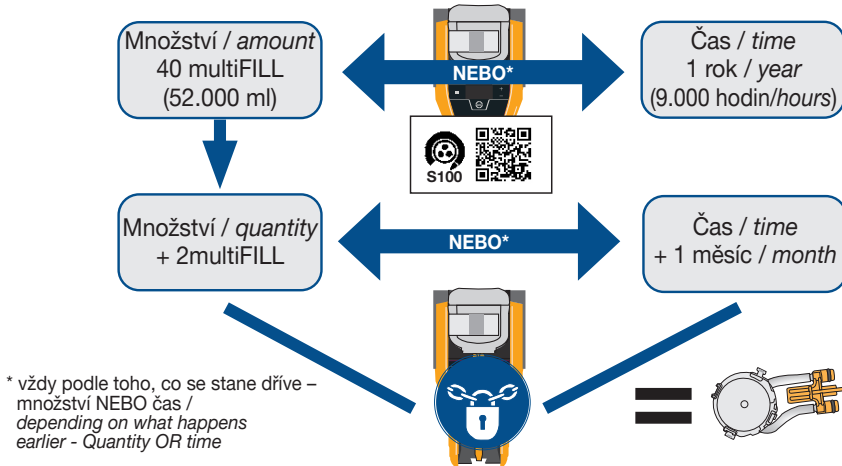 Množství / amount
40 multiFILL
(52.000 ml)
NEBO*
Čas / time
1 rok / year
(9.000 hodin/hours)
S100
Množství / quantity
+ 2multiFILL
NEBO*
Čas / time
+ 1 měsíc / month
* vždy podle toho, co se stane dříve –
množství NEBO čas /
depending on what happens
earlier - Quantity OR time